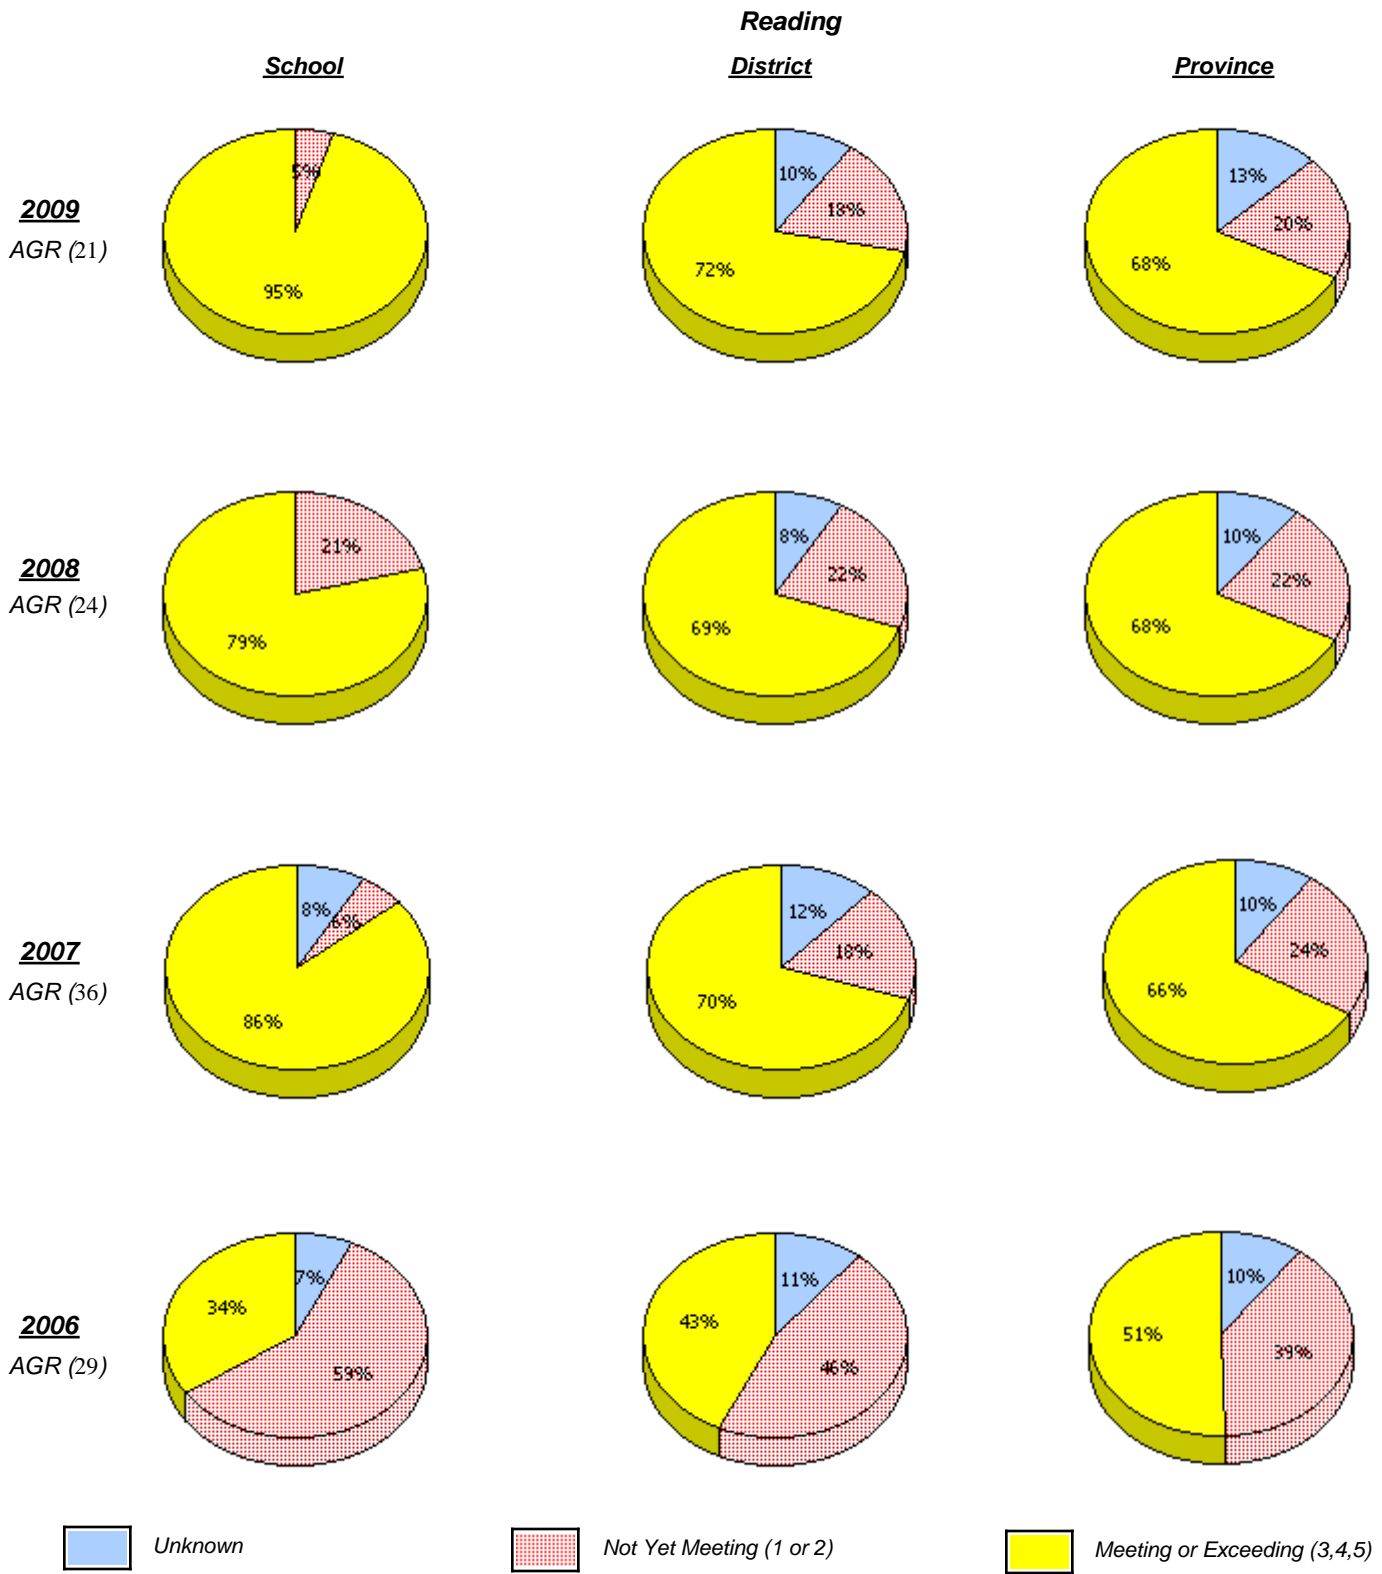 Reading
School District Province
5% 95%
10% 18% 72%
13% 20% 68%
2009
AGR (21)
21% 79%
8% 22% 69%
10% 22% 68%
2008
AGR (24)
8% 6% 86%
12% 18% 70%
10% 24% 66%
2007
AGR (36)
7% 34% 59%
11% 43% 46%
10% 51% 39%
2006
AGR (29)
Unknown Not Yet Meeting (1 or 2) Meeting or Exceeding (3,4,5)